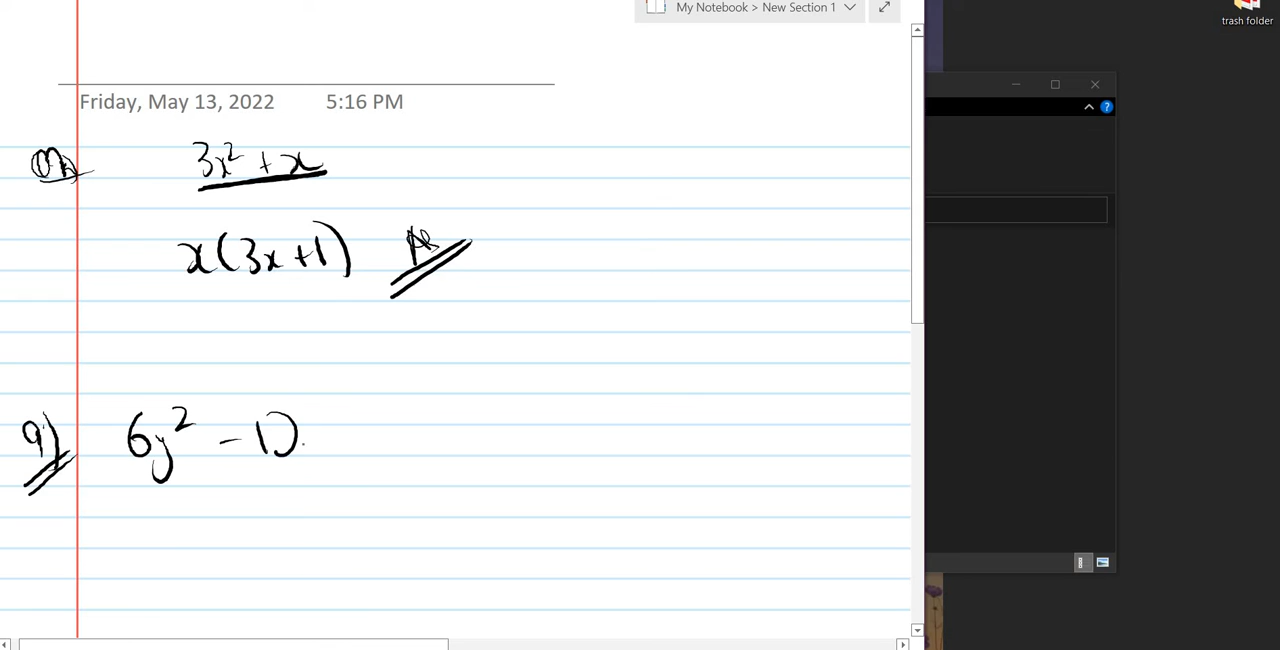 My Notebook > New Section 1
trash folder
Friday, May 13, 2022 5:16 PM
3x² + x
x(3x+1)
9) 6y² - 1